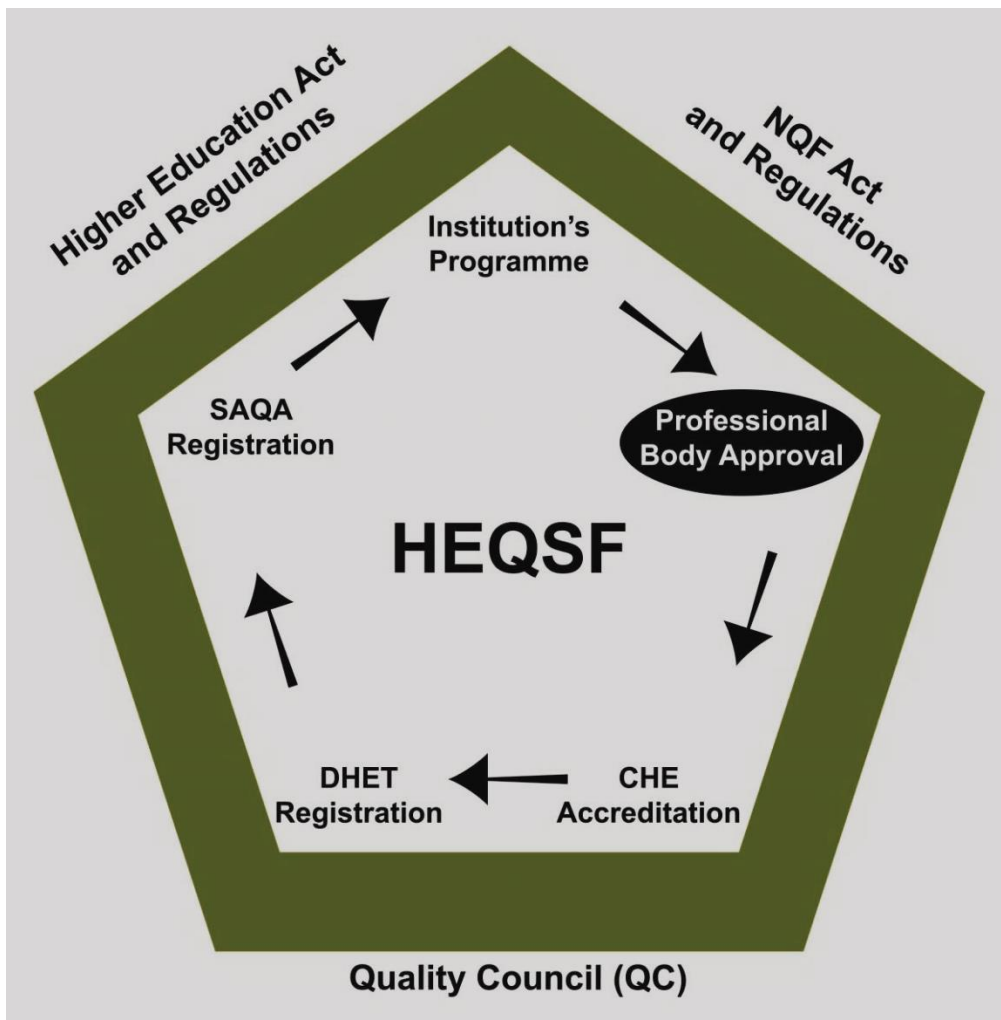 Higher Education Act
and Regulations
NQF Act
and Regulations
Institution’s
Programme
Professional
Body Approval
SAQA
Registration
HEQSF
DHET
Registration
CHE
Accreditation
Quality Council (QC)